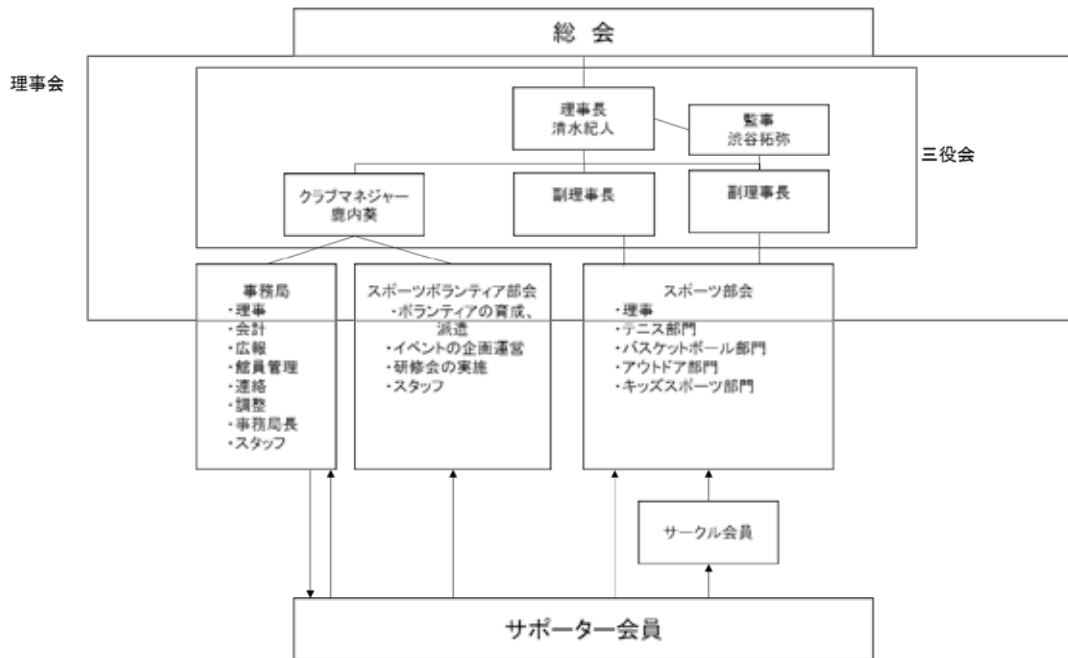 総 会
理事会
理事長
清水紀人
監事
渋谷拓弥
三役会
クラブマネジャー
鹿内葵
副理事長
副理事長
事務局
・理事
・会計
・広報
・館員管理
・連絡
・調整
・事務局長
・スタッフ
スポーツボランティア部会
・ボランティアの育成、
派遣
・イベントの企画運営
・研修会の実施
・スタッフ
スポーツ部会
・理事
・テニス部門
・バスケットボール部門
・アウトドア部門
・キッズスポーツ部門
サークル会員
サポーター会員